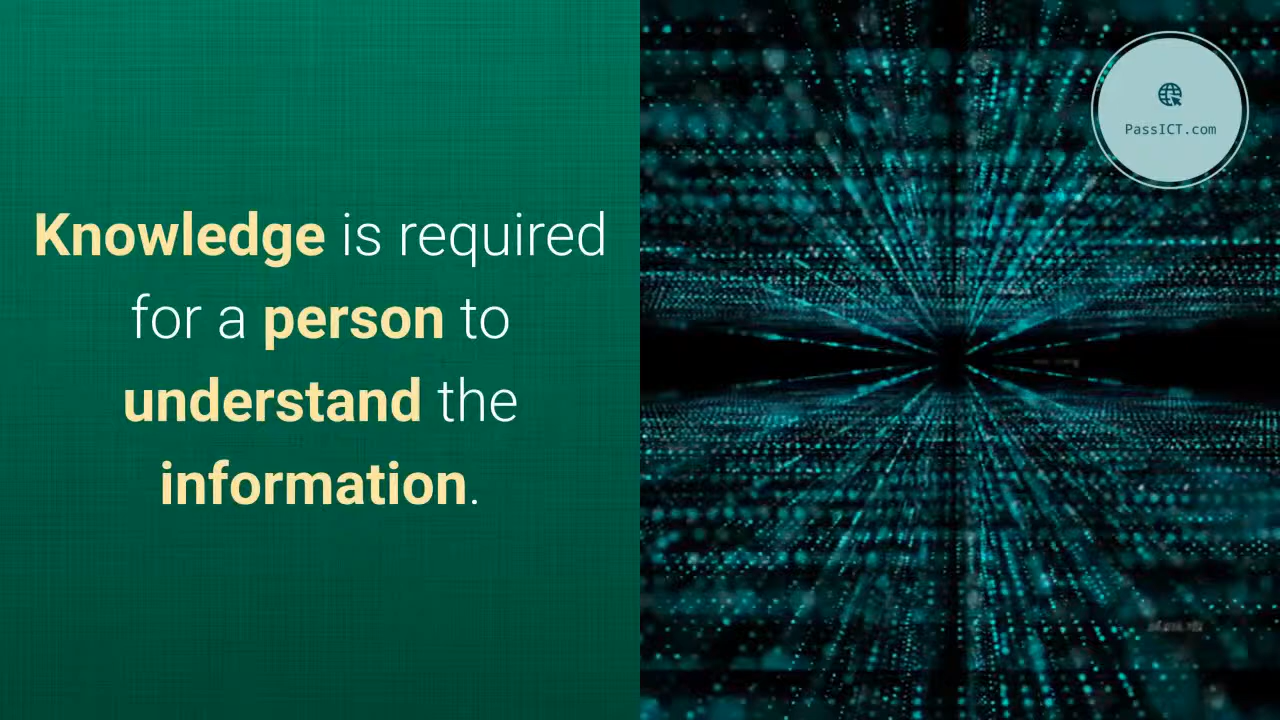 Knowledge is required
for a person to
understand the
information.
PassICT.com